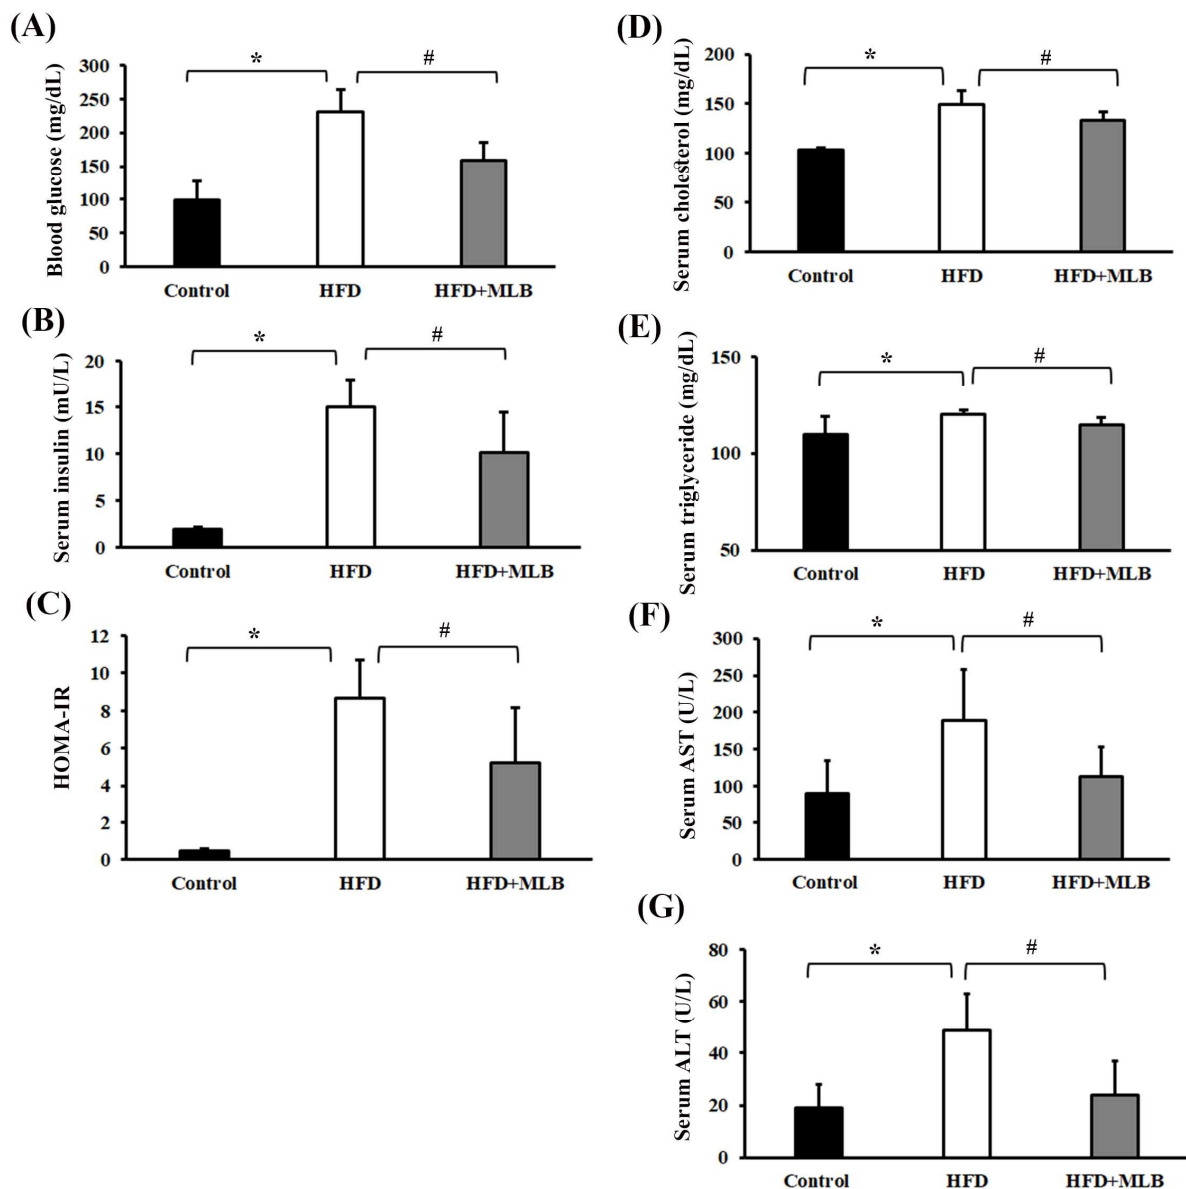 (A)
Blood glucose (mg/dL)
300
250
200
150
100
50
0
*
#
Control HFD HFD+MLB
(B)
Serum insulin (mU/L)
20
15
10
5
0
*
#
Control HFD HFD+MLB
(C)
HOMA-IR
12
10
8
6
4
2
0
*
#
Control HFD HFD+MLB
(D)
Serum cholesterol (mg/dL)
200
150
100
50
0
*
#
Control HFD HFD+MLB
(E)
Serum triglyceride (mg/dL)
150
100
50
*
#
Control HFD HFD+MLB
(F)
Serum AST (U/L)
300
250
200
150
100
50
0
*
#
Control HFD HFD+MLB
(G)
Serum ALT (U/L)
80
60
40
20
0
*
#
Control HFD HFD+MLB